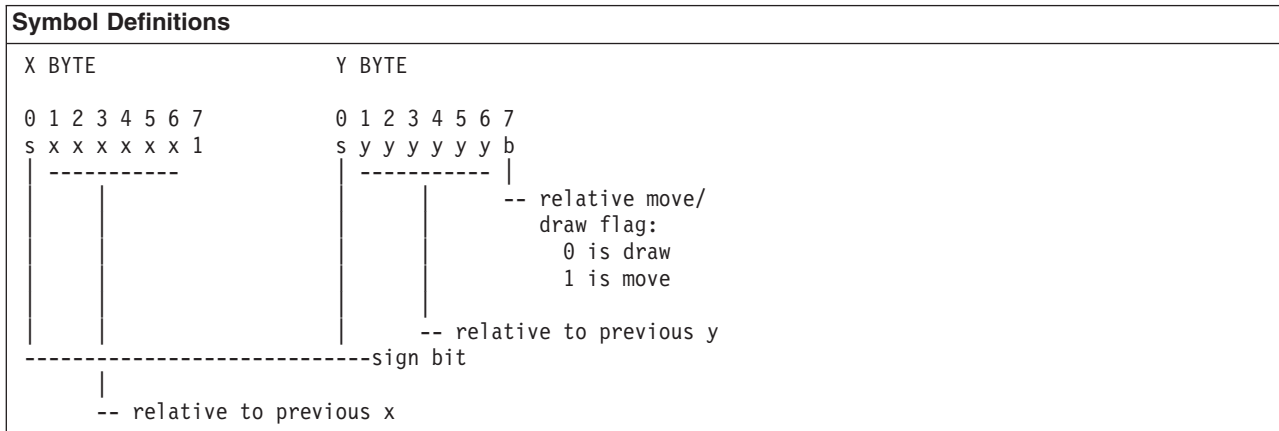 Symbol Definitions
X BYTE Y BYTE
0 1 2 3 4 5 6 7 0 1 2 3 4 5 6 7
s x x x x x x 1 s y y y y y y b
-- relative move/
draw flag:
0 is draw
1 is move
-- relative to previous y
-----------------------------sign bit
-- relative to previous x